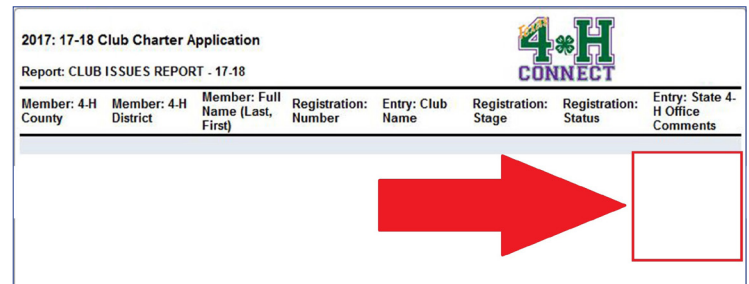 2017: 17-18 Club Charter Application
Report: CLUB ISSUES REPORT - 17-18
4 H
CONNECT
Member: 4-H County
Member: 4-H District
Member: Full Name (Last, First)
Registration: Number
Entry: Club Name
Registration: Stage
Registration: Status
Entry: State 4-H Office Comments